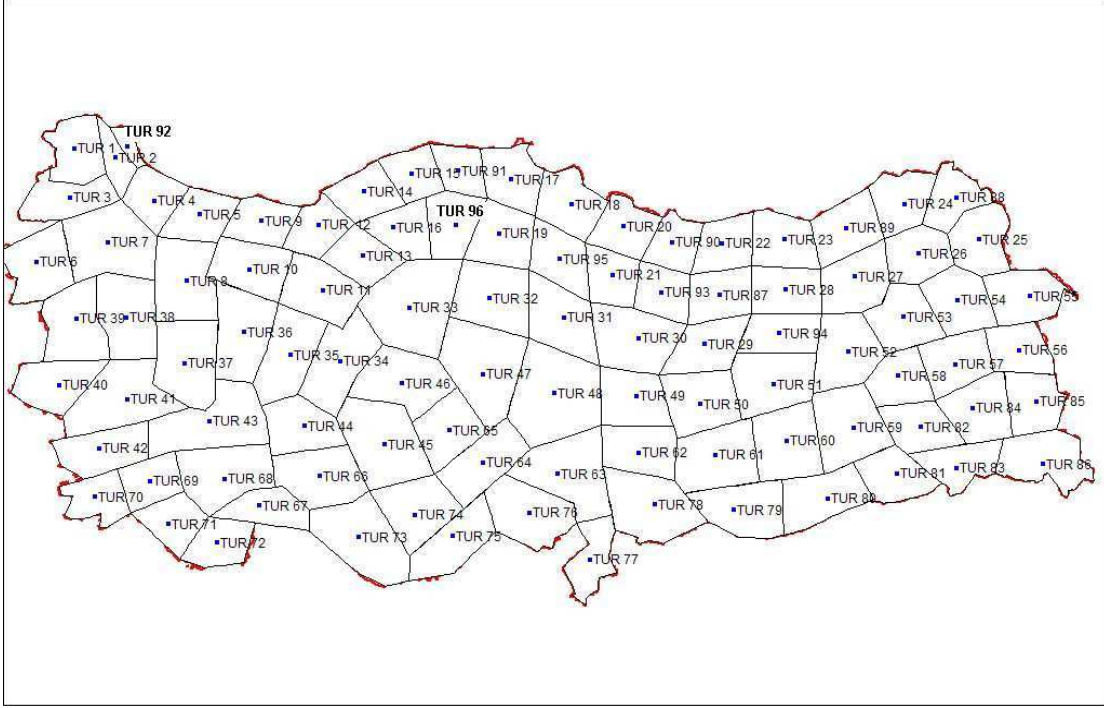 TUR 92
TUR 1
TUR 2
TUR 15
TUR 91
TUR 17
TUR 14
TUR 3
TUR 4
TUR 5
TUR 9
TUR 12
TUR 16
TUR 96
TUR 19
TUR 18
TUR 20
TUR 90
TUR 22
TUR 23
TUR 89
TUR 24
TUR 88
TUR 25
TUR 26
TUR 7
TUR 6
TUR 8
TUR 10
TUR 13
TUR 11
TUR 95
TUR 21
TUR 93
TUR 87
TUR 28
TUR 27
TUR 54
TUR 55
TUR 39
TUR 38
TUR 36
TUR 33
TUR 32
TUR 31
TUR 30
TUR 29
TUR 94
TUR 53
TUR 52
TUR 56
TUR 37
TUR 35
TUR 34
TUR 46
TUR 47
TUR 48
TUR 49
TUR 50
TUR 51
TUR 58
TUR 57
TUR 40
TUR 41
TUR 43
TUR 44
TUR 45
TUR 65
TUR 62
TUR 61
TUR 60
TUR 59
TUR 82
TUR 84
TUR 85
TUR 42
TUR 64
TUR 63
TUR 81
TUR 83
TUR 86
TUR 70
TUR 69
TUR 68
TUR 66
TUR 67
TUR 74
TUR 76
TUR 78
TUR 79
TUR 80
TUR 71
TUR 72
TUR 73
TUR 75
TUR 77